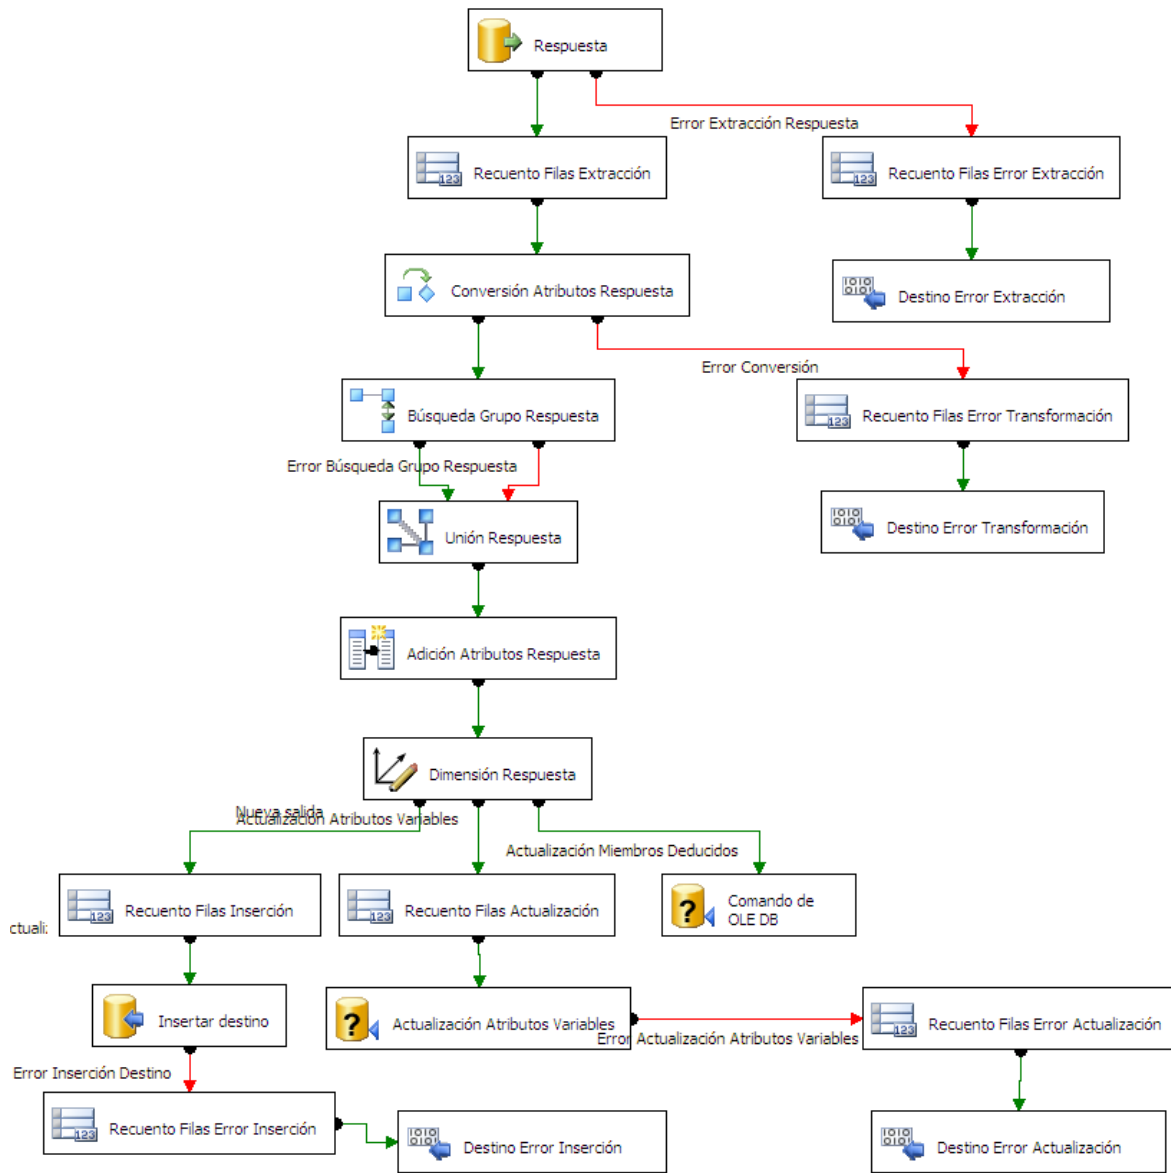 Respuesta
Error Extracción Respuesta
Recuento Filas Extracción
Recuento Filas Error Extracción
Conversión Atributos Respuesta
Destino Error Extracción
Error Conversión
Búsqueda Grupo Respuesta
Recuento Filas Error Transformación
Error Búsqueda Grupo Respuesta
Unión Respuesta
Destino Error Transformación
Adición Atributos Respuesta
Dimensión Respuesta
Nueva salida
Actualización Atributos Variables
Actualización Miembros Deducidos
Recuento Filas Inserción
Recuento Filas Actualización
Comando de
OLE DB
ctuali:
Insertar destino
Actualización Atributos Variables
Recuento Filas Error Actualización
Error Actualización Atributos Variables
Error Inserción Destino
Recuento Filas Error Inserción
Destino Error Inserción
Destino Error Actualización